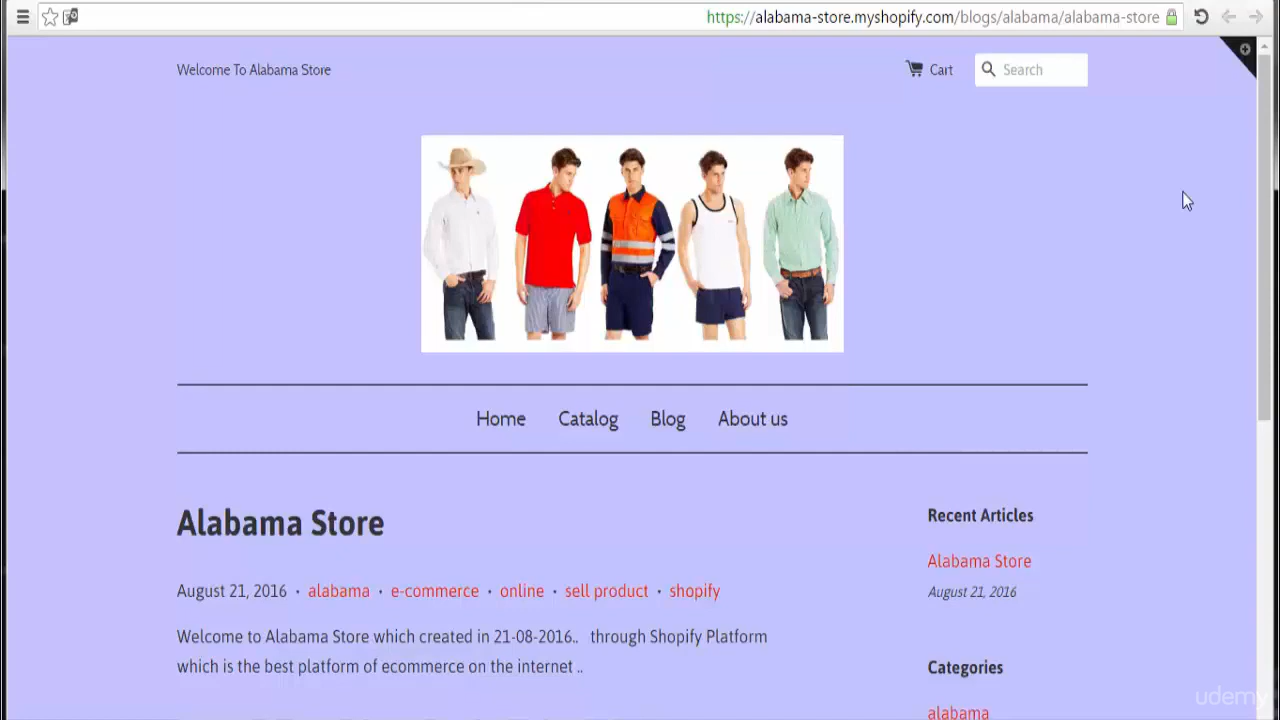 https://alabama-store.myshopify.com/blogs/alabama/alabama-store
Welcome To Alabama Store
Cart
Search
Home Catalog Blog About us
Alabama Store
August 21, 2016 • alabama • e-commerce • online • sell product • shopify
Welcome to Alabama Store which created in 21-08-2016.. through Shopify Platform
which is the best platform of ecommerce on the internet ..
Recent Articles
Alabama Store
August 21, 2016
Categories
alabama
udemy